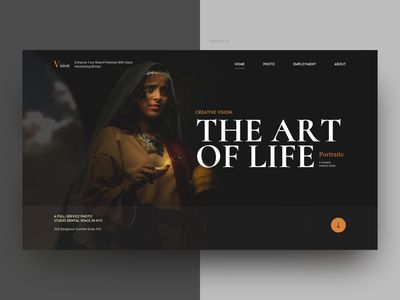 Vision
Enhance Your Brand Potential With Giant
Advertising Blimps
HOME
PHOTO
EMPLOYMENT
ABOUT
CREATIVE VISION.
THE ART
OF LIFE
Portraits
A FULL-SERVICE PHOTO
STUDIO RENTAL SPACE IN NYC